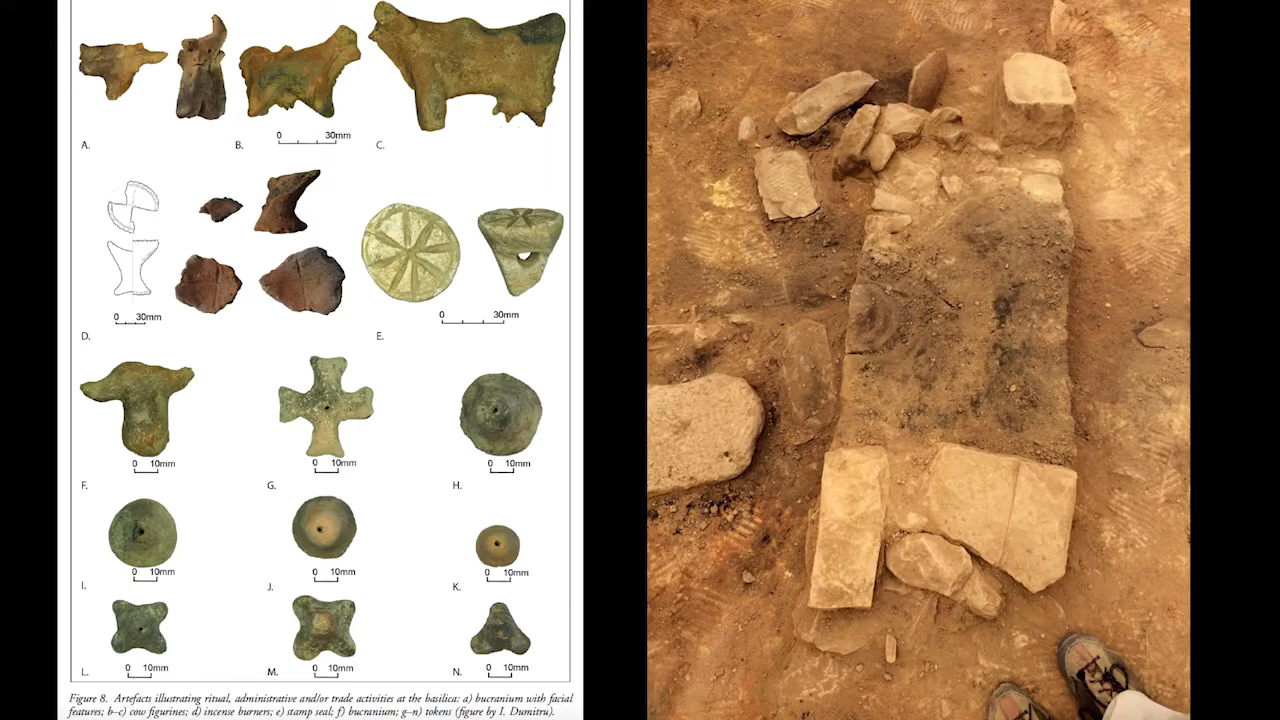 A.
B.
0 30mm
C.
0 30mm
D.
0 30mm
E.
0 10mm
F.
0 10mm
G.
0 10mm
H.
0 10mm
I.
0 10mm
J.
0 10mm
K.
0 10mm
L.
0 10mm
M.
0 10mm
N.
Figure 8. Artefacts illustrating ritual, administrative and/or trade activities at the basilica: a) bucranium with facial
features; b–c) cow figurines; d) incense burners; e) stamp seal; f) bucranium; g–n) tokens (figure by I. Dumitru).